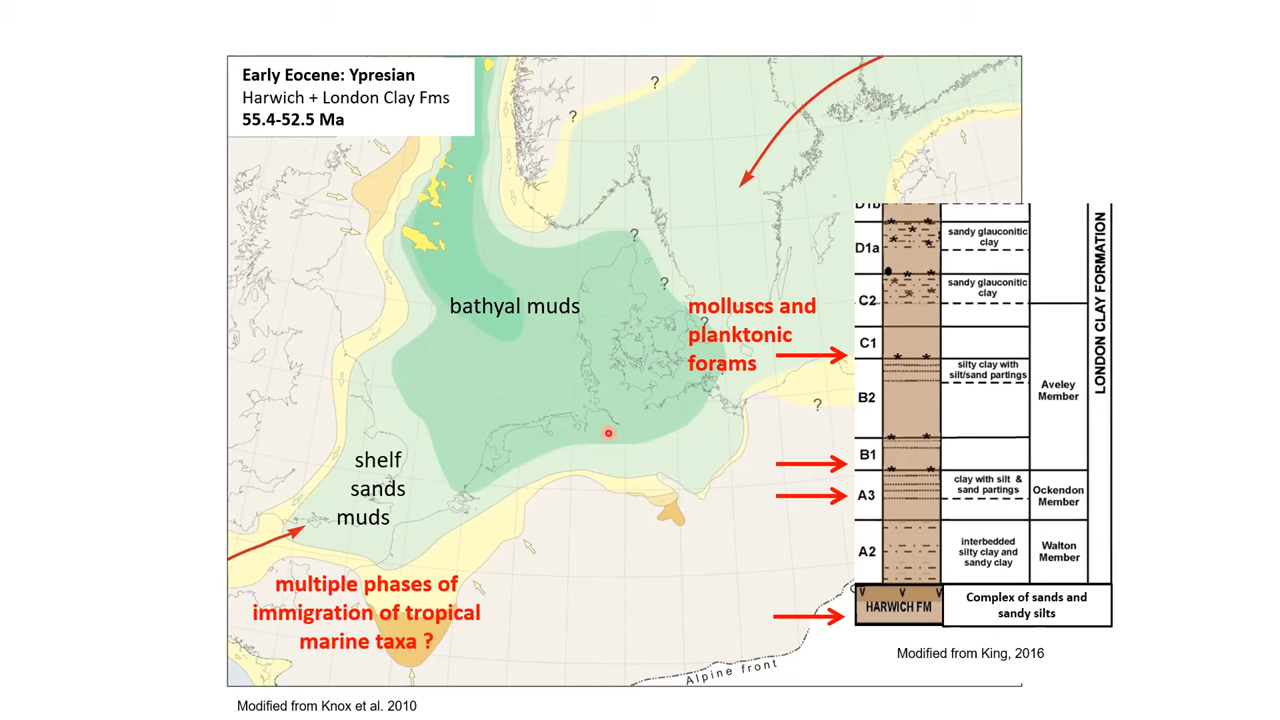 Early Eocene: Ypresian
Harwich + London Clay Fms
55.4-52.5 Ma
?
?
?
?
?
?
bathyal muds
molluscs and
planktonic
forams
shelf
sands
muds
multiple phases of
immigration of tropical
marine taxa ?
Alpine front
D1b
D1a
sandy glauconitic
clay
C2
sandy glauconitic
clay
C1
B2
silty clay with
silt/sand partings
B1
A3
clay with silt &
sand partings
A2
interbedded
silty clay and
sandy clay
Aveley
Member
Ockendon
Member
Walton
Member
LONDON CLAY FORMATION
V V V
HARWICH FM
Complex of sands and
sandy silts
Modified from King, 2016
Modified from Knox et al. 2010